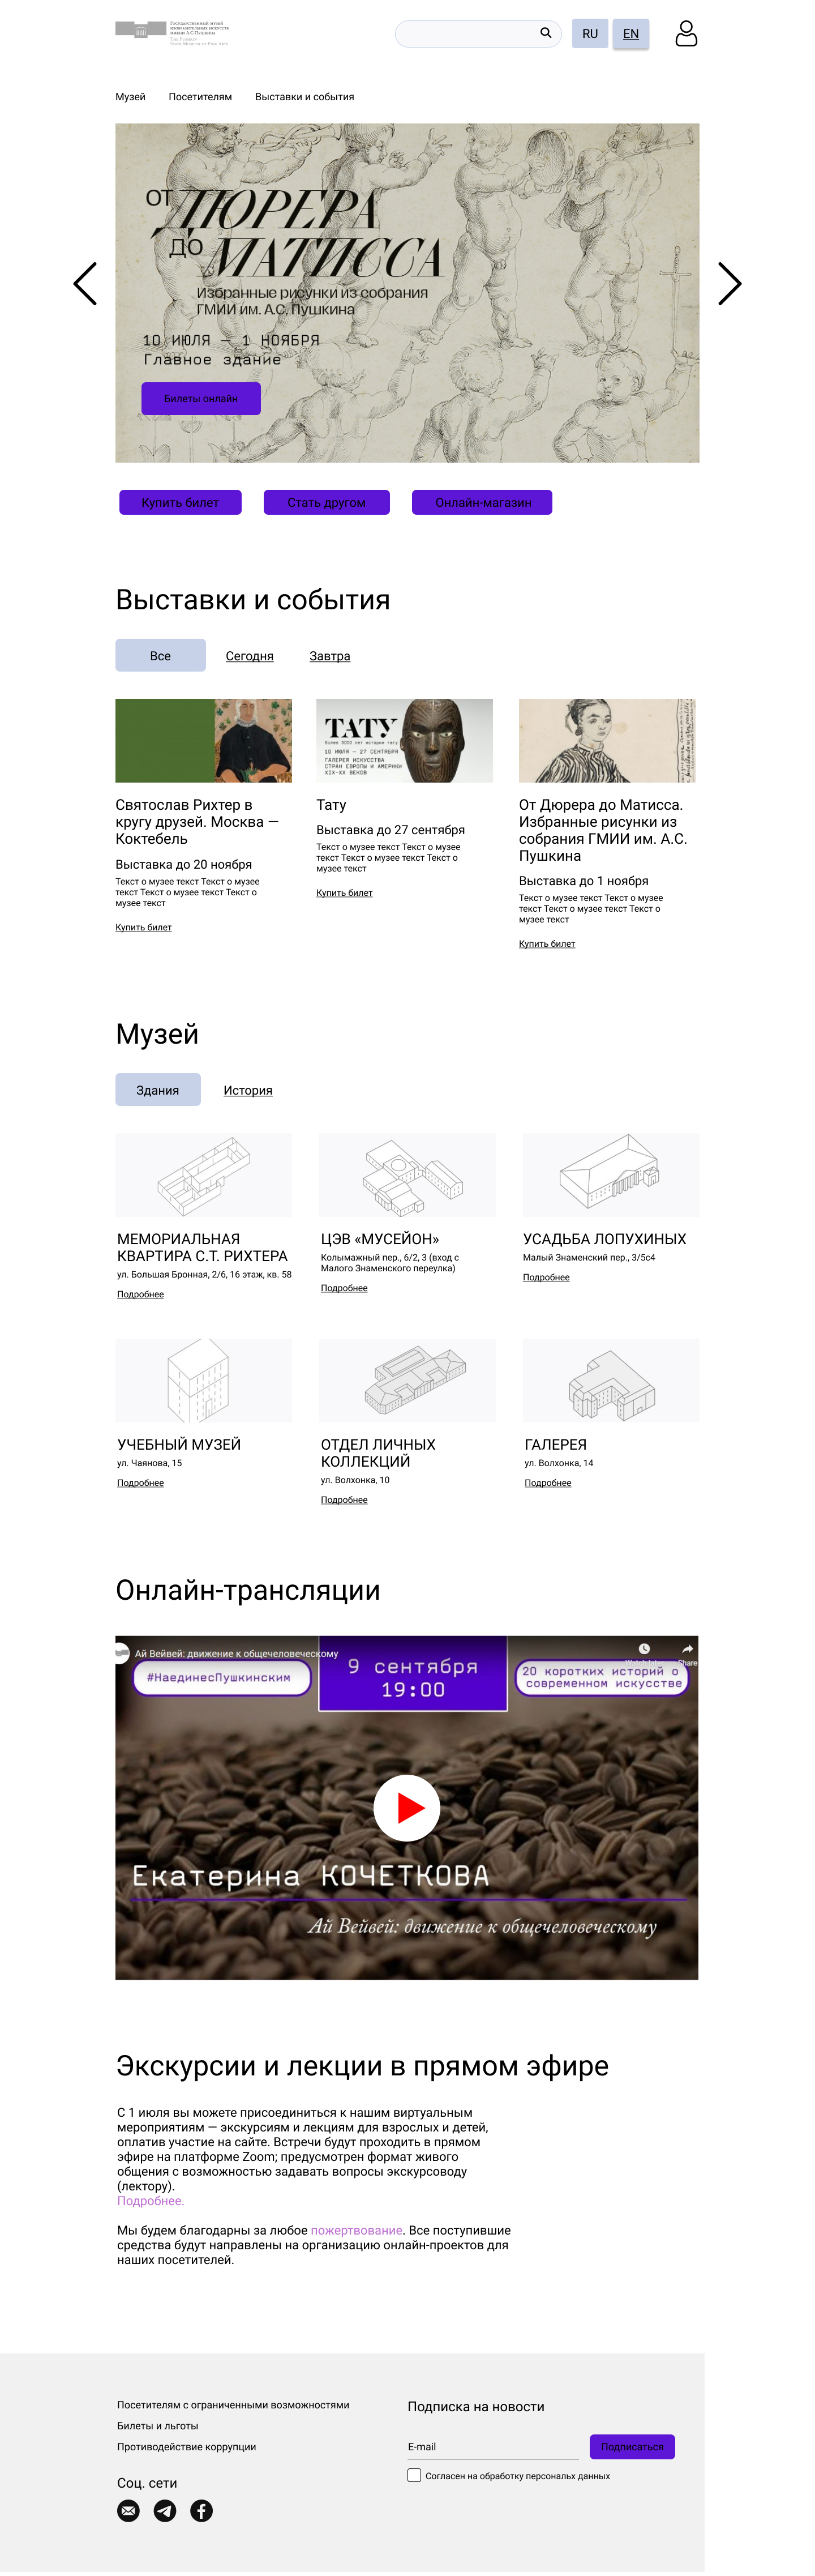 Государственный музей
изобразительных искусств
имени А.С.Пушкина
The Pushkin
State Museum of Fine Arts
RU
EN
Музей
Посетителям
Выставки и события
ОТ ДЮРЕРА
ДО МАТИССА
Избранные рисунки из собрания
ГМИИ им. А.С. Пушкина
10 ИЮЛЯ — 1 НОЯБРЯ
Главное здание
Билеты онлайн
Купить билет
Стать другом
Онлайн-магазин
Выставки и события
Все
Сегодня
Завтра
Святослав Рихтер в
кругу друзей. Москва —
Коктебель
Выставка до 20 ноября
Текст о музее текст Текст о музее
текст Текст о музее текст Текст о
музее текст
Купить билет
ТАТУ
10 ИЮЛЯ — 27 СЕНТЯБРЯ
ГАЛЕРЕЯ ИСКУССТВА
СТРАН ЕВРОПЫ И АМЕРИКИ
XIX-XX ВЕКОВ
Тату
Выставка до 27 сентября
Текст о музее текст Текст о музее
текст Текст о музее текст Текст о
музее текст
Купить билет
От Дюрера до Матисса.
Избранные рисунки из
собрания ГМИИ им. А.С.
Пушкина
Выставка до 1 ноября
Текст о музее текст Текст о музее
текст Текст о музее текст Текст о
музее текст
Купить билет
Музей
Здания
История
МЕМОРИАЛЬНАЯ
КВАРТИРА С.Т. РИХТЕРА
ул. Большая Бронная, 2/6, 16 этаж, кв. 58
Подробнее
ЦЭВ «МУСЕЙОН»
Колымажный пер., 6/2, 3 (вход с
Малого Знаменского переулка)
Подробнее
УСАДЬБА ЛОПУХИНЫХ
Малый Знаменский пер., 3/5с4
Подробнее
УЧЕБНЫЙ МУЗЕЙ
ул. Чаянова, 15
Подробнее
ОТДЕЛ ЛИЧНЫХ
КОЛЛЕКЦИЙ
ул. Волхонка, 10
Подробнее
ГАЛЕРЕЯ
ул. Волхонка, 14
Подробнее
Онлайн-трансляции
Ай Вейвей: движение к общечеловеческому
Share
#НаединесПушкинским
9 сентября
19:00
20 коротких историй о
современном искусстве
Екатерина КОЧЕТКОВА
Ай Вейвей: движение к общечеловеческому
Экскурсии и лекции в прямом эфире
С 1 июля вы можете присоединиться к нашим виртуальным
мероприятиям — экскурсиям и лекциям для взрослых и детей,
оплатив участие на сайте. Встречи будут проходить в прямом
эфире на платформе Zoom; предусмотрен формат живого
общения с возможностью задавать вопросы экскурсоводу
(лектору).
Подробнее.
Мы будем благодарны за любое пожертвование. Все поступившие
средства будут направлены на организацию онлайн-проектов для
наших посетителей.
Посетителям с ограниченными возможностями
Билеты и льготы
Противодействие коррупции
Соц. сети
Подписка на новости
E-mail
Подписаться
Согласен на обработку персональх данных